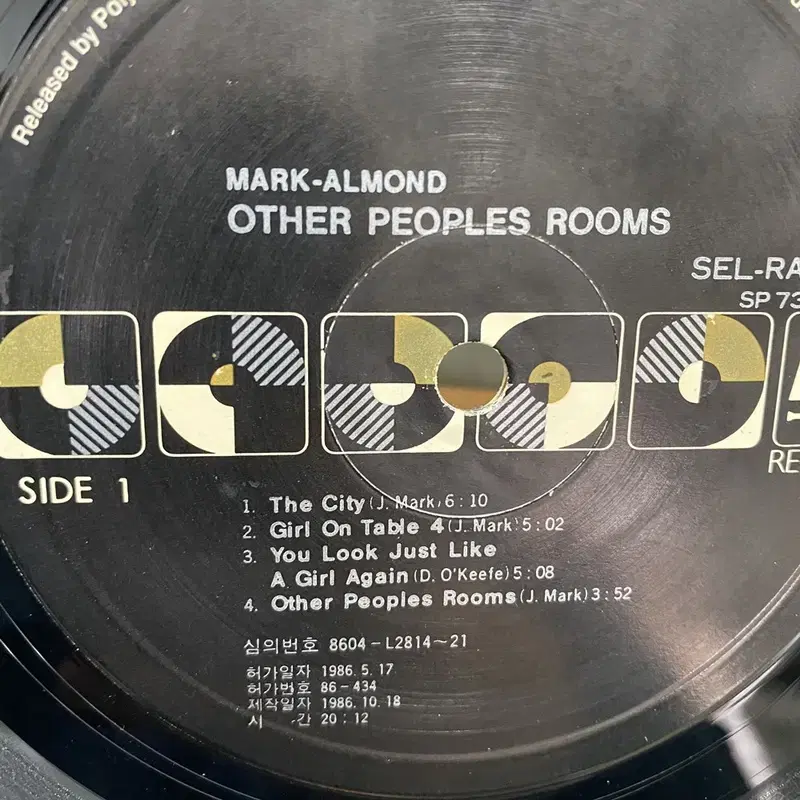 Released by
MARK-ALMOND
OTHER PEOPLES ROOMS
SEL-RA
SP 73
SIDE 1
RE
1. The City (J. Mark) 6:10
2. Girl On Table 4 (J. Mark) 5:02
3. You Look Just Like
A Girl Again (D. O'Keefe) 5:08
4. Other Peoples Rooms (J. Mark) 3:52
심의번호 8604-L2814~21
허가일자 1986.5.17
허가번호 86-434
제작일자 1986.10.18
시 간 20:12